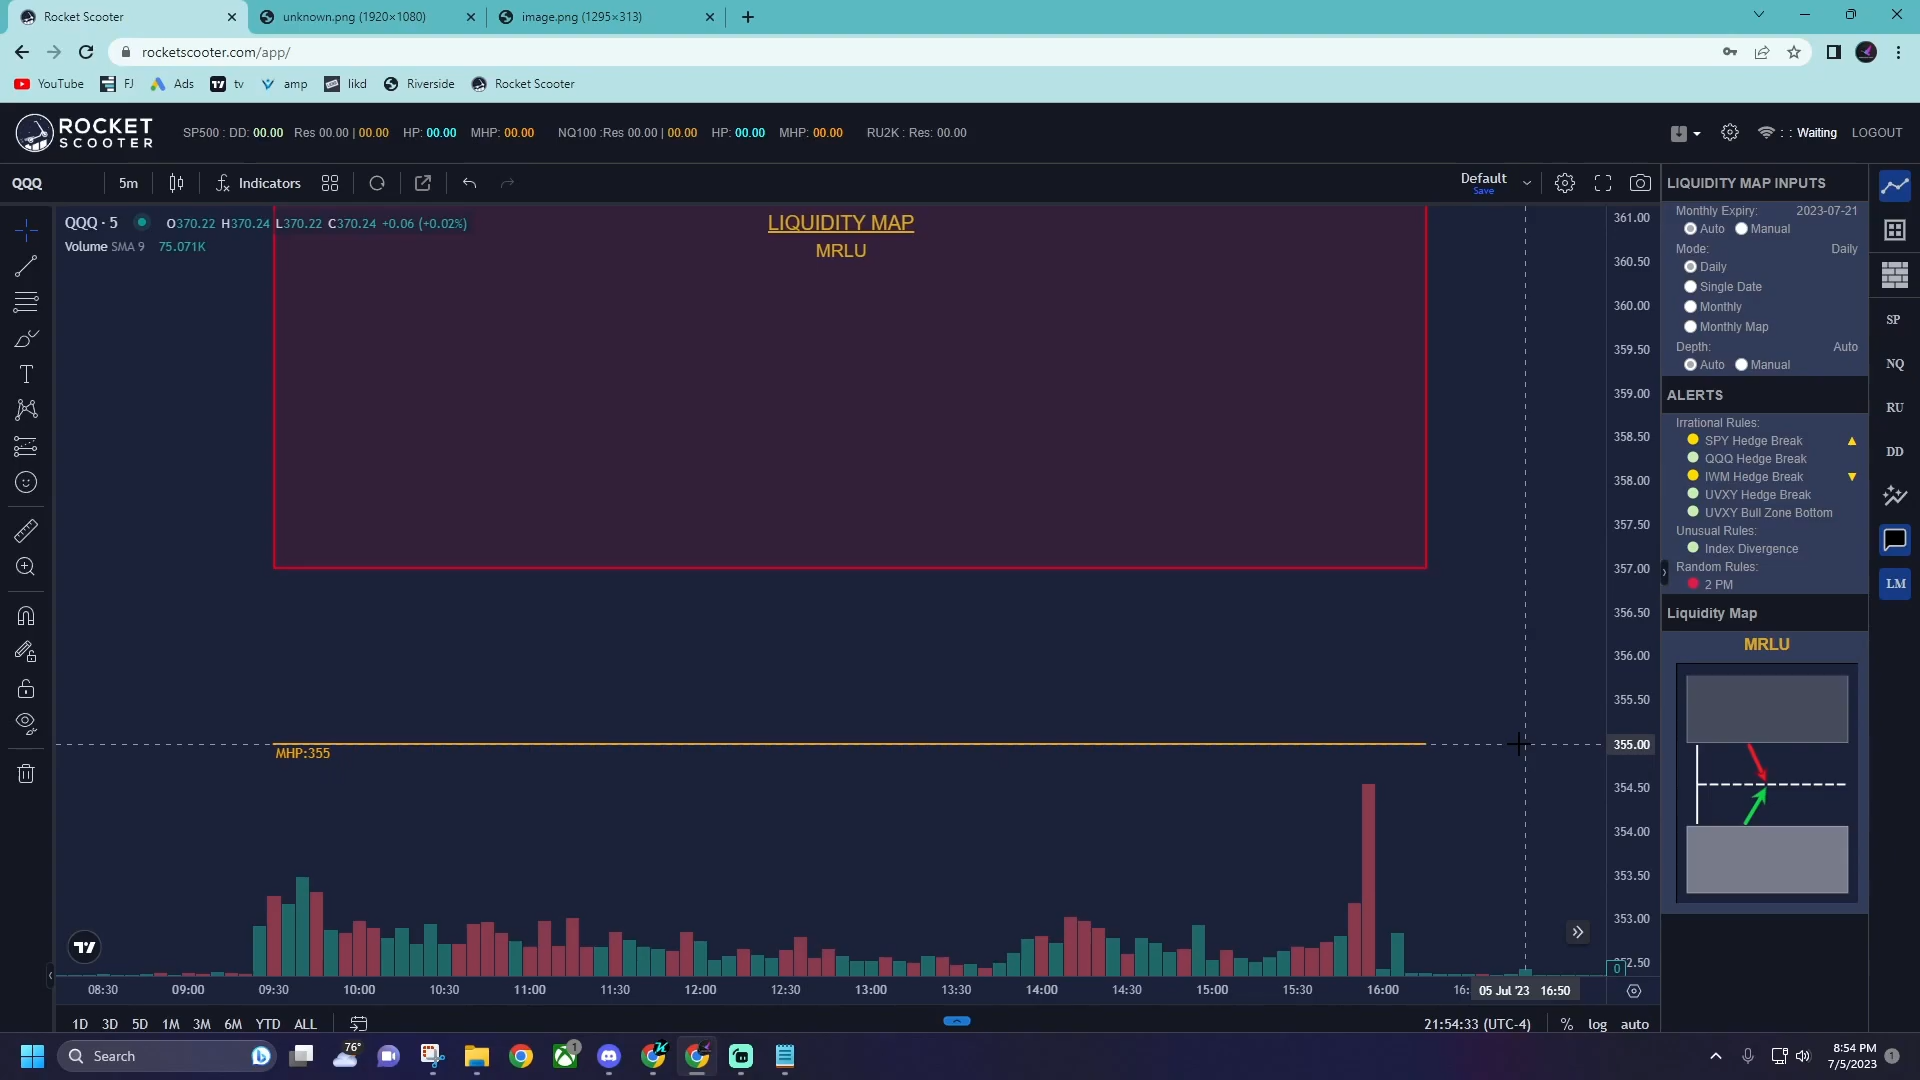 Rocket Scooter
unknown.png (1920×1080)
image.png (1295×313)
rocketscooter.com/app/
YouTube
FJ
Ads
tv
amp
likd
Riverside
Rocket Scooter
ROCKET
SCOOTER
SP500 : DD: 00.00 Res 00.00 | 00.00 HP: 00.00 MHP: 00.00 NQ100 :Res 00.00 | 00.00 HP: 00.00 MHP: 00.00 RU2K : Res: 00.00
: : Waiting
LOGOUT
QQQ
5m
Indicators
Default
Save
LIQUIDITY MAP INPUTS
QQQ · 5 O370.22 H370.24 L370.22 C370.24 +0.06 (+0.02%)
Volume SMA 9 75.071K
LIQUIDITY MAP
MRLU
MHP:355
361.00
360.50
360.00
359.50
359.00
358.50
358.00
357.50
357.00
356.50
356.00
355.50
355.00
354.50
354.00
353.50
353.00
352.50
0
Monthly Expiry: 2023-07-21
Auto Manual
Mode: Daily
Daily
Single Date
Monthly
Monthly Map
Depth: Auto
Auto Manual
ALERTS
Irrational Rules:
SPY Hedge Break
QQQ Hedge Break
IWM Hedge Break
UVXY Hedge Break
UVXY Bull Zone Bottom
Unusual Rules:
Index Divergence
Random Rules:
2 PM
Liquidity Map
MRLU
SP
NQ
RU
DD
LM
08:30 09:00 09:30 10:00 10:30 11:00 11:30 12:00 12:30 13:00 13:30 14:00 14:30 15:00 15:30 16:00 16: 05 Jul '23 16:50
1D 3D 5D 1M 3M 6M YTD ALL
21:54:33 (UTC-4) % log auto
Search
76°
1
8:54 PM
7/5/2023
1